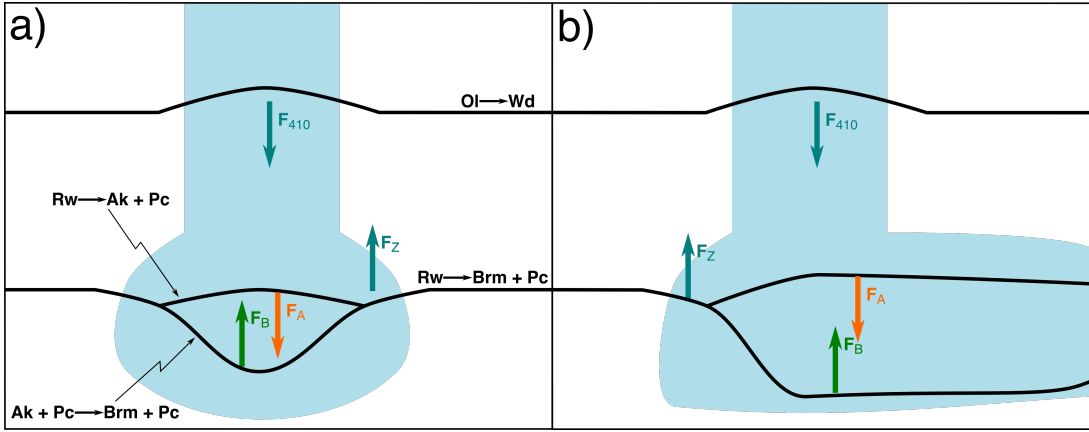 a)
Ol→Wd
F410
Rw→Ak + Pc
FZ
Rw→Brm + Pc
FB
FA
Ak + Pc→Brm + Pc
b)
F410
FZ
FA
FB